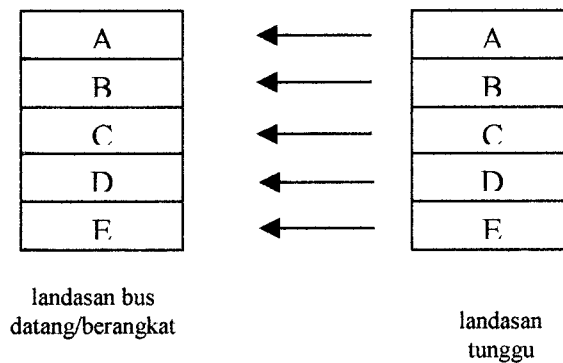 A
B
C
D
E
landasan bus
datang/berangkat
A
B
C
D
E
landasan
tunggu